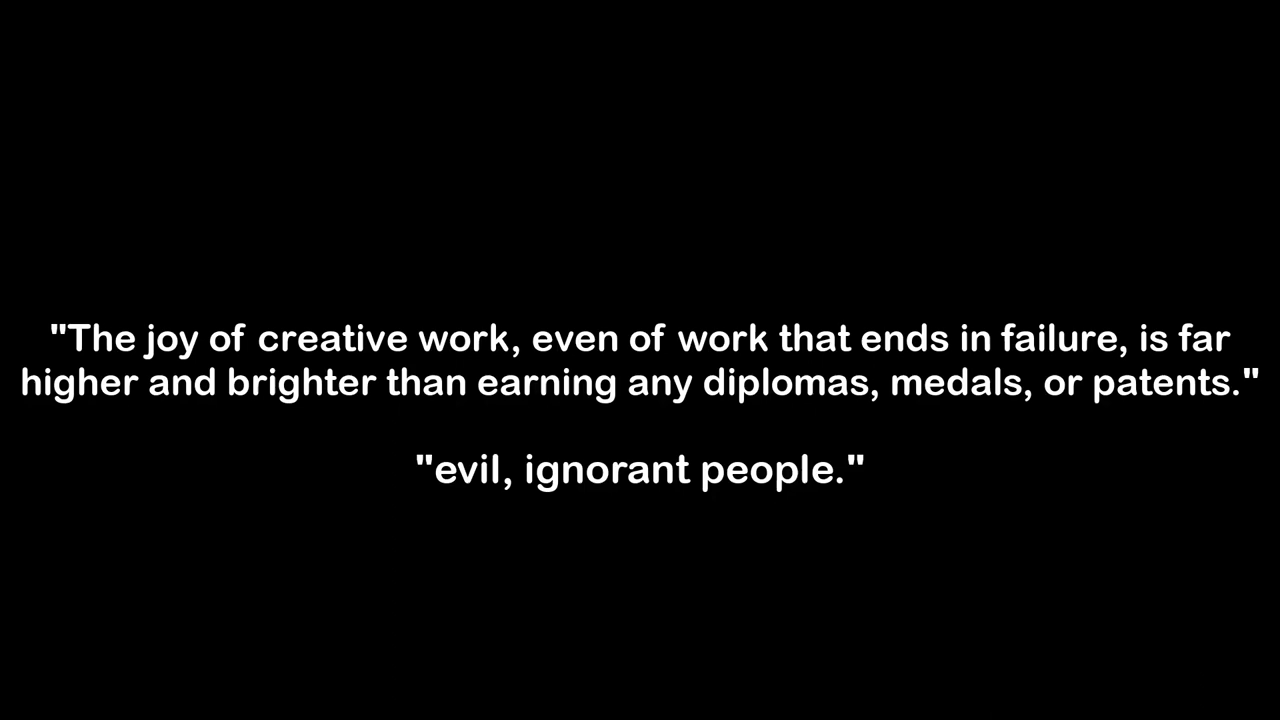 "The joy of creative work, even of work that ends in failure, is far
higher and brighter than earning any diplomas, medals, or patents."
"evil, ignorant people."